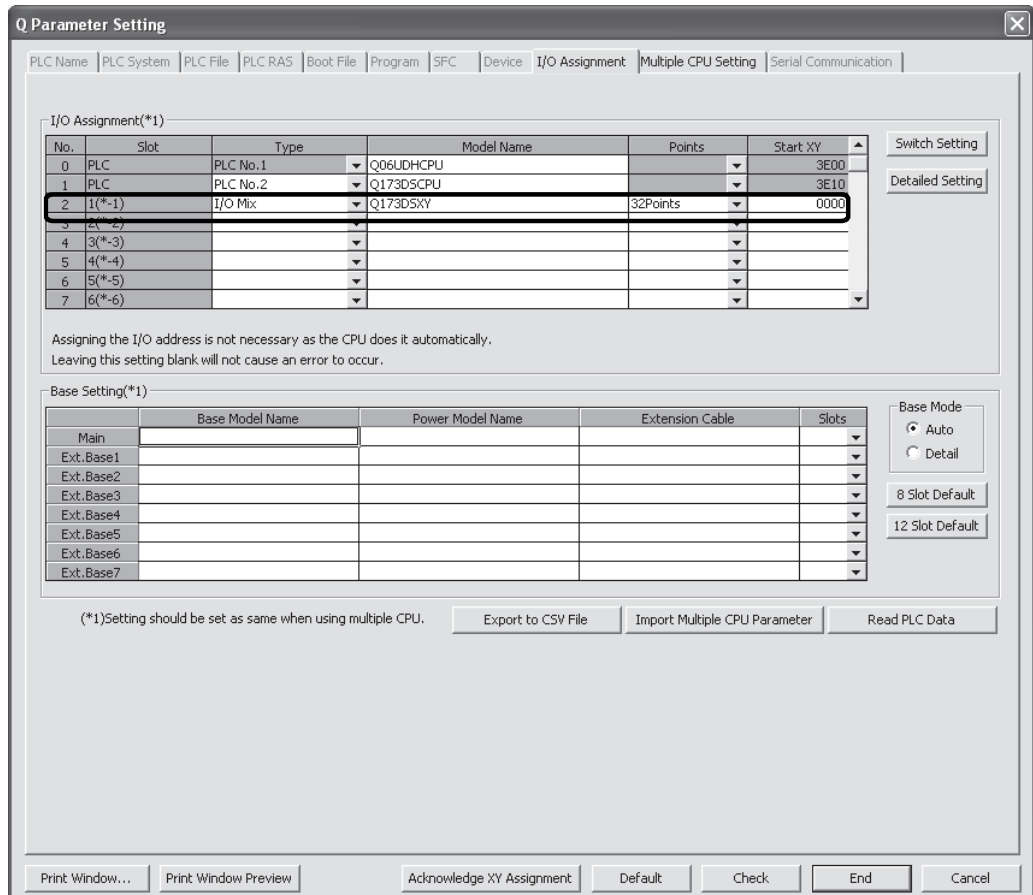 Q Parameter Setting
PLC Name PLC System PLC File PLC RAS Boot File Program SFC Device I/O Assignment Multiple CPU Setting Serial Communication
I/O Assignment(*1)
No. Slot Type Model Name Points Start XY
0 PLC PLC No.1 Q06UDHCPU 3E00
1 PLC PLC No.2 Q173DSCPU 3E10
2 1(*-1) I/O Mix Q173DSXY 32Points 0000
3 2(*-2)
4 3(*-3)
5 4(*-4)
6 5(*-5)
7 6(*-6)
Switch Setting
Detailed Setting
Assigning the I/O address is not necessary as the CPU does it automatically.
Leaving this setting blank will not cause an error to occur.
Base Setting(*1)
Base Model Name Power Model Name Extension Cable Slots
Main
Ext.Base1
Ext.Base2
Ext.Base3
Ext.Base4
Ext.Base5
Ext.Base6
Ext.Base7
Base Mode
Auto
Detail
8 Slot Default
12 Slot Default
(*1)Setting should be set as same when using multiple CPU. Export to CSV File Import Multiple CPU Parameter Read PLC Data
Print Window... Print Window Preview Acknowledge XY Assignment Default Check End Cancel